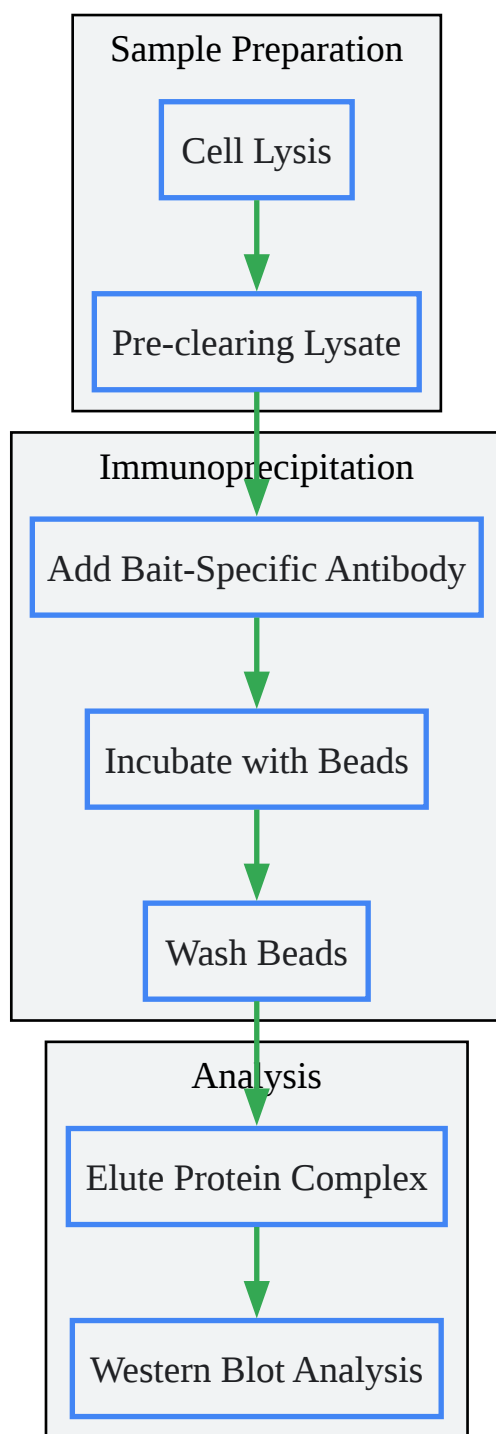 Sample Preparation
Cell Lysis
Pre-clearing Lysate
Immunoprecipitation
Add Bait-Specific Antibody
Incubate with Beads
Wash Beads
Analysis
Elute Protein Complex
Western Blot Analysis